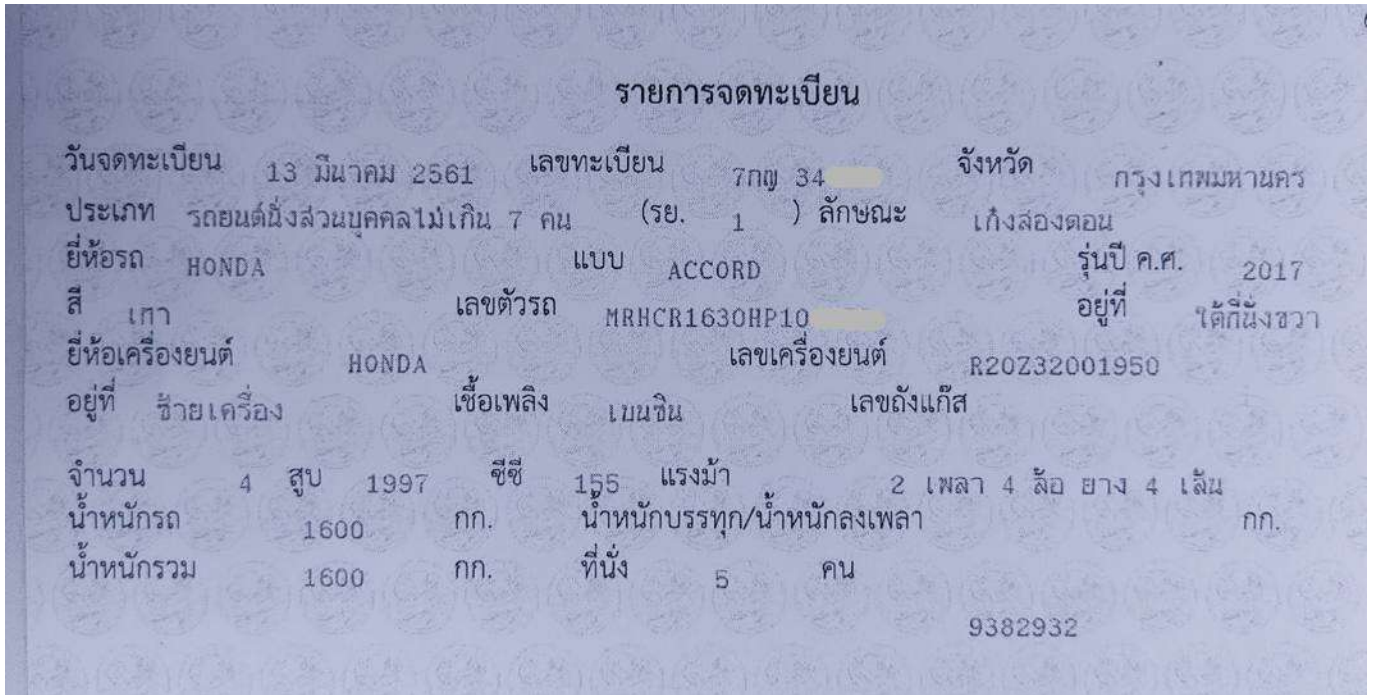 รายการจดทะเบียน
วันจดทะเบียน 13 มีนาคม 2561 เลขทะเบียน 7กญ 34 จังหวัด กรุงเทพมหานคร
ประเภท รถยนต์นั่งส่วนบุคคลไม่เกิน 7 คน (รย. 1 ) ลักษณะ เก๋งสองตอน
ยี่ห้อรถ HONDA แบบ ACCORD รุ่นปี ค.ศ. 2017
สี เทา เลขตัวรถ MRHCR1630HP10 อยู่ที่ ใต้ที่นั่งขวา
ยี่ห้อเครื่องยนต์ HONDA เลขเครื่องยนต์ R20Z32001950
อยู่ที่ ซ้ายเครื่อง เชื้อเพลิง เบนซิน เลขถังแก๊ส
จำนวน 4 สูบ 1997 ซีซี 155 แรงม้า 2 เพลา 4 ล้อ ยาง 4 เส้น
น้ำหนักรถ 1600 กก. น้ำหนักบรรทุก/น้ำหนักลงเพลา กก.
น้ำหนักรวม 1600 กก. ที่นั่ง 5 คน
9382932